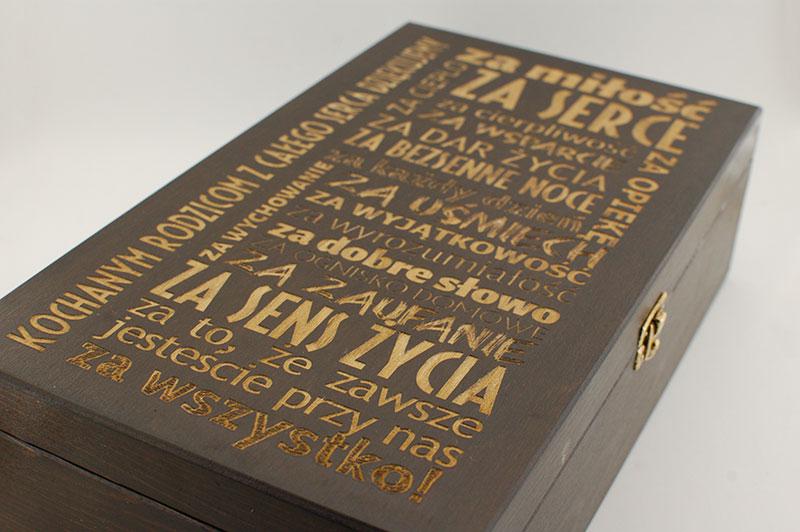 KOCHANYM RODZICOM Z CAŁEGO SERCA DZIĘKUJEMY
za miłość
ZA CIEPŁO
ZA SERCE
za cierpliwość
ZA WSPARCIE
ZA DAR ŻYCIA
ZA BEZSENNE NOCE
ZA OPIEKĘ
za każdy dzień
ZA WYCHOWANIE
ZA UŚMIECH
ZA WYJĄTKOWOŚĆ
za wyrozumiałość
za dobre słowo
ZA OGNISKO DOMOWE
ZA ZAUFANIE
ZA SENS ŻYCIA
za to, że zawsze
jesteście przy nas
za wszystko!